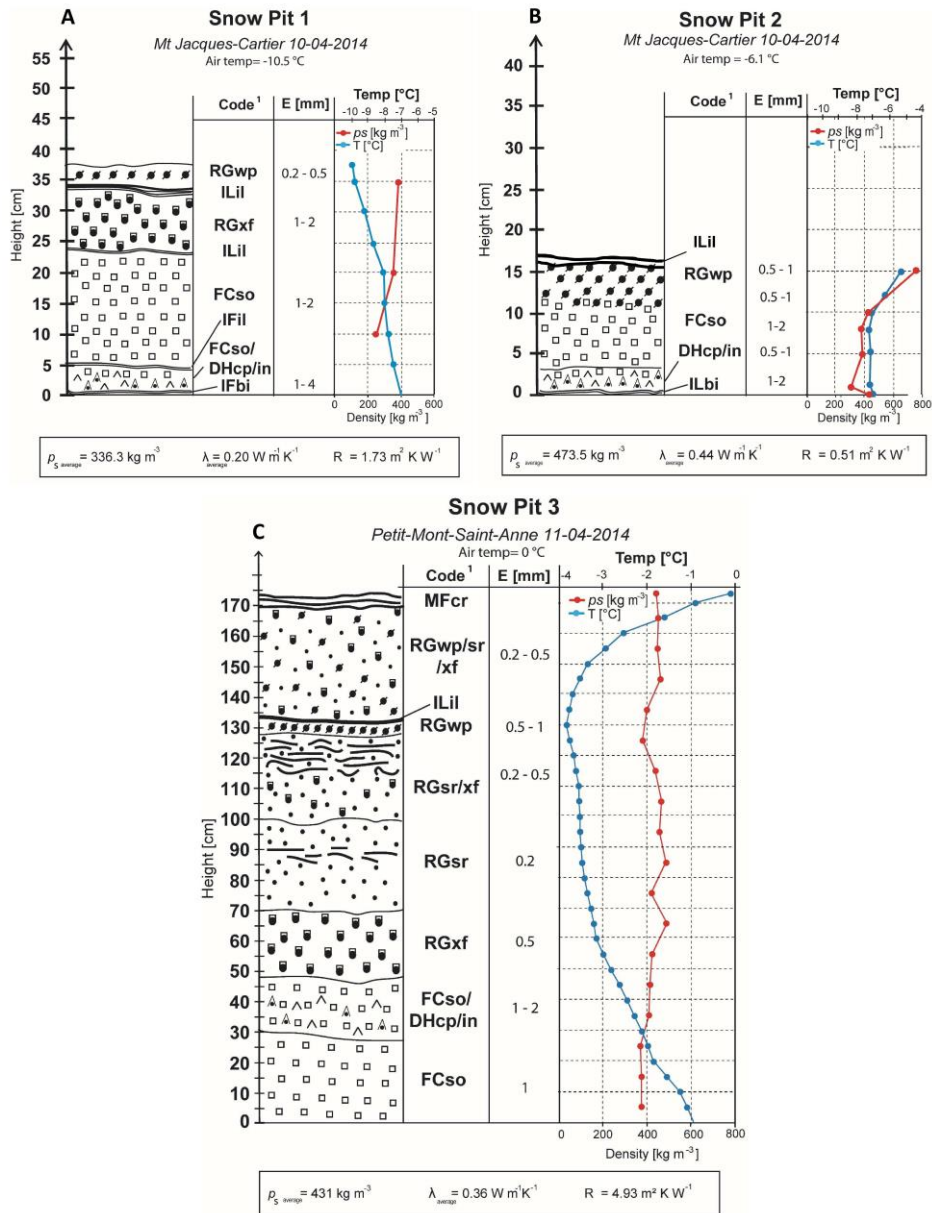 A
Snow Pit 1
Mt Jacques-Cartier 10-04-2014
Air temp= -10.5 °C
Code¹
E [mm]
Temp [°C]
-10 -9 -8 -7 -6 -5
ps [kg m⁻³]
T [°C]
Height [cm]
55
50
45
40
35
30
25
20
15
10
5
0
RGwp
ILil
RGxf
ILil
FCso
IFil
FCso/
DHcp/in
IFbi
0.2 - 0.5
1 - 2
1-2
1 - 4
0 200 400 600
Density [kg m⁻³]
ps average = 336.3 kg m⁻³ λ average = 0.20 W m⁻¹ K⁻¹ R = 1.73 m² K W⁻¹
B
Snow Pit 2
Mt Jacques-Cartier 10-04-2014
Air temp = -6.1 °C
Code¹
E [mm]
Temp [°C]
-10 -8 -6 -4
ps [kg m⁻³]
T [°C]
Height [cm]
40
35
30
25
20
15
10
5
0
ILil
RGwp
FCso
DHcp/in
ILbi
0.5 - 1
0.5 -1
1-2
0.5 -1
1-2
0 200 400 600 800
Density [kg m⁻³]
ps average = 473.5 kg m⁻³ λ average = 0.44 W m⁻¹ K⁻¹ R = 0.51 m² K W⁻¹
C
Snow Pit 3
Petit-Mont-Saint-Anne 11-04-2014
Air temp= 0 °C
Code¹
E [mm]
Temp [°C]
-4 -3 -2 -1 0
ps [kg m⁻³]
T [°C]
Height [cm]
170
160
150
140
130
120
110
100
90
80
70
60
50
40
30
20
10
0
MFcr
RGwp/sr
/xf
ILil
RGwp
RGsr/xf
RGsr
RGxf
FCso/
DHcp/in
FCso
0.2 - 0.5
0.5 - 1
0.2 - 0.5
0.2
0.5
1 - 2
1
0 200 400 600 800
Density [kg m⁻³]
ps average = 431 kg m⁻³ λ average = 0.36 W m⁻¹K⁻¹ R = 4.93 m² K W⁻¹